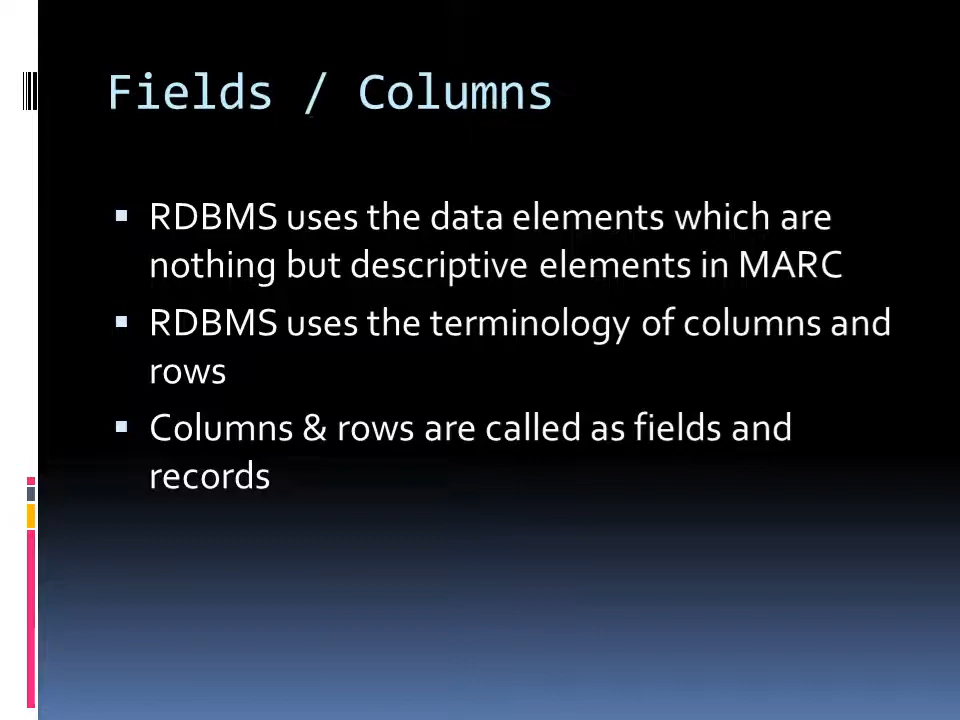 Fields / Columns
RDBMS uses the data elements which are
nothing but descriptive elements in MARC
RDBMS uses the terminology of columns and
rows
Columns & rows are called as fields and
records